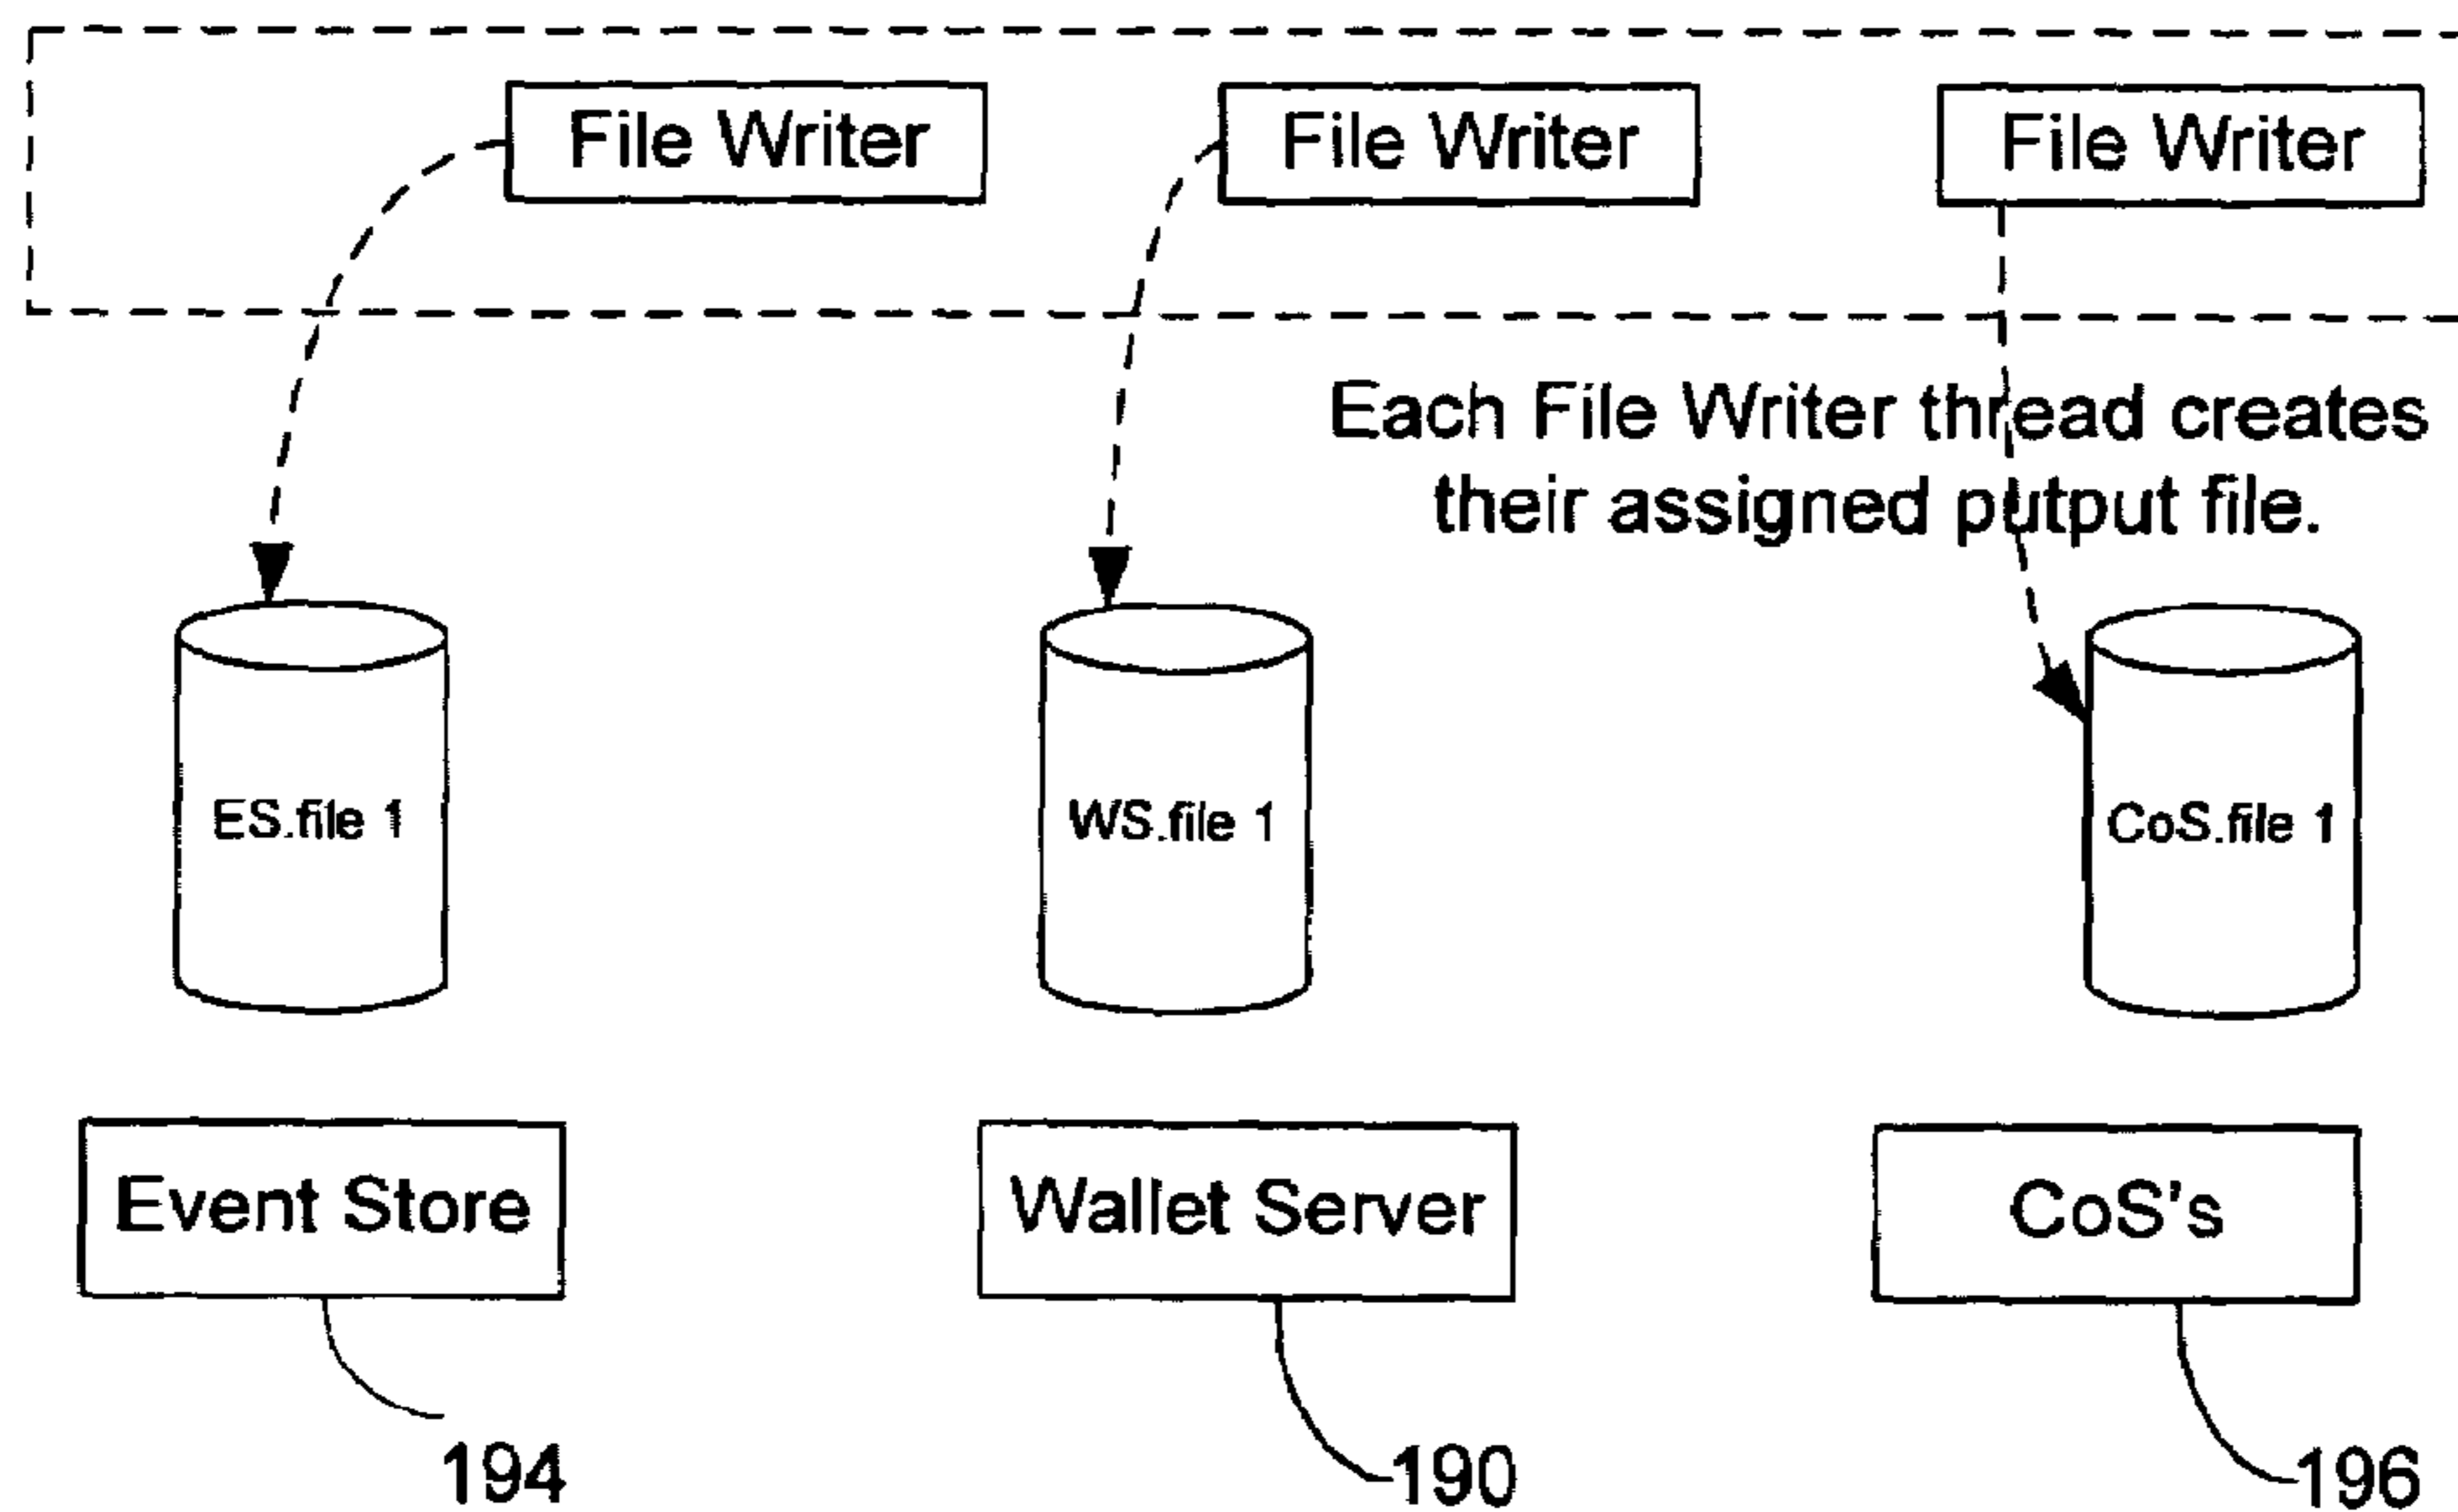 File Writer
File Writer
File Writer
Each File Writer thread creates
their assigned output file.
ES.file 1
WS.file 1
CoS.file 1
Event Store
Wallet Server
CoS's
194
190
196